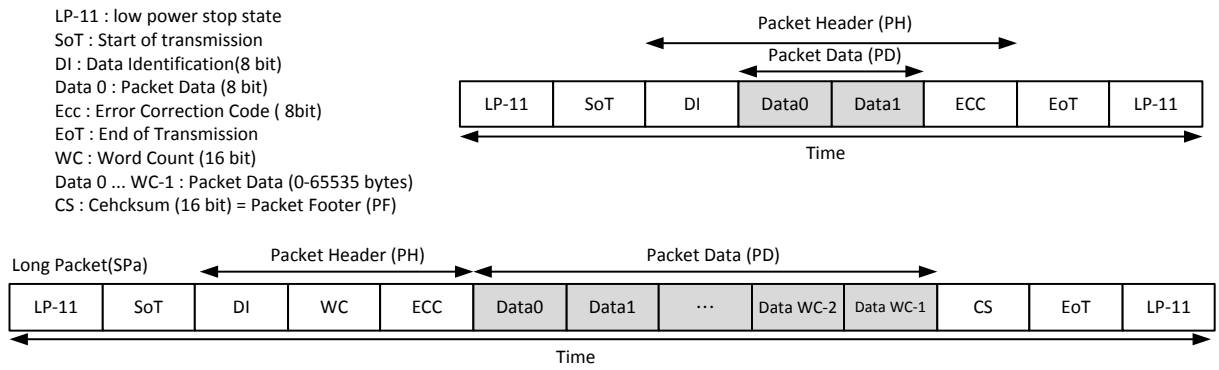 LP-11 : low power stop state
SoT : Start of transmission
DI : Data Identification(8 bit)
Data 0 : Packet Data (8 bit)
Ecc : Error Correction Code ( 8bit)
EoT : End of Transmission
WC : Word Count (16 bit)
Data 0 ... WC-1 : Packet Data (0-65535 bytes)
CS : Cehcksum (16 bit) = Packet Footer (PF)
Packet Header (PH)
Packet Data (PD)
LP-11 SoT DI Data0 Data1 ECC EoT LP-11
Time
Long Packet(SPa) Packet Header (PH) Packet Data (PD)
LP-11 SoT DI WC ECC Data0 Data1 ... Data WC-2 Data WC-1 CS EoT LP-11
Time